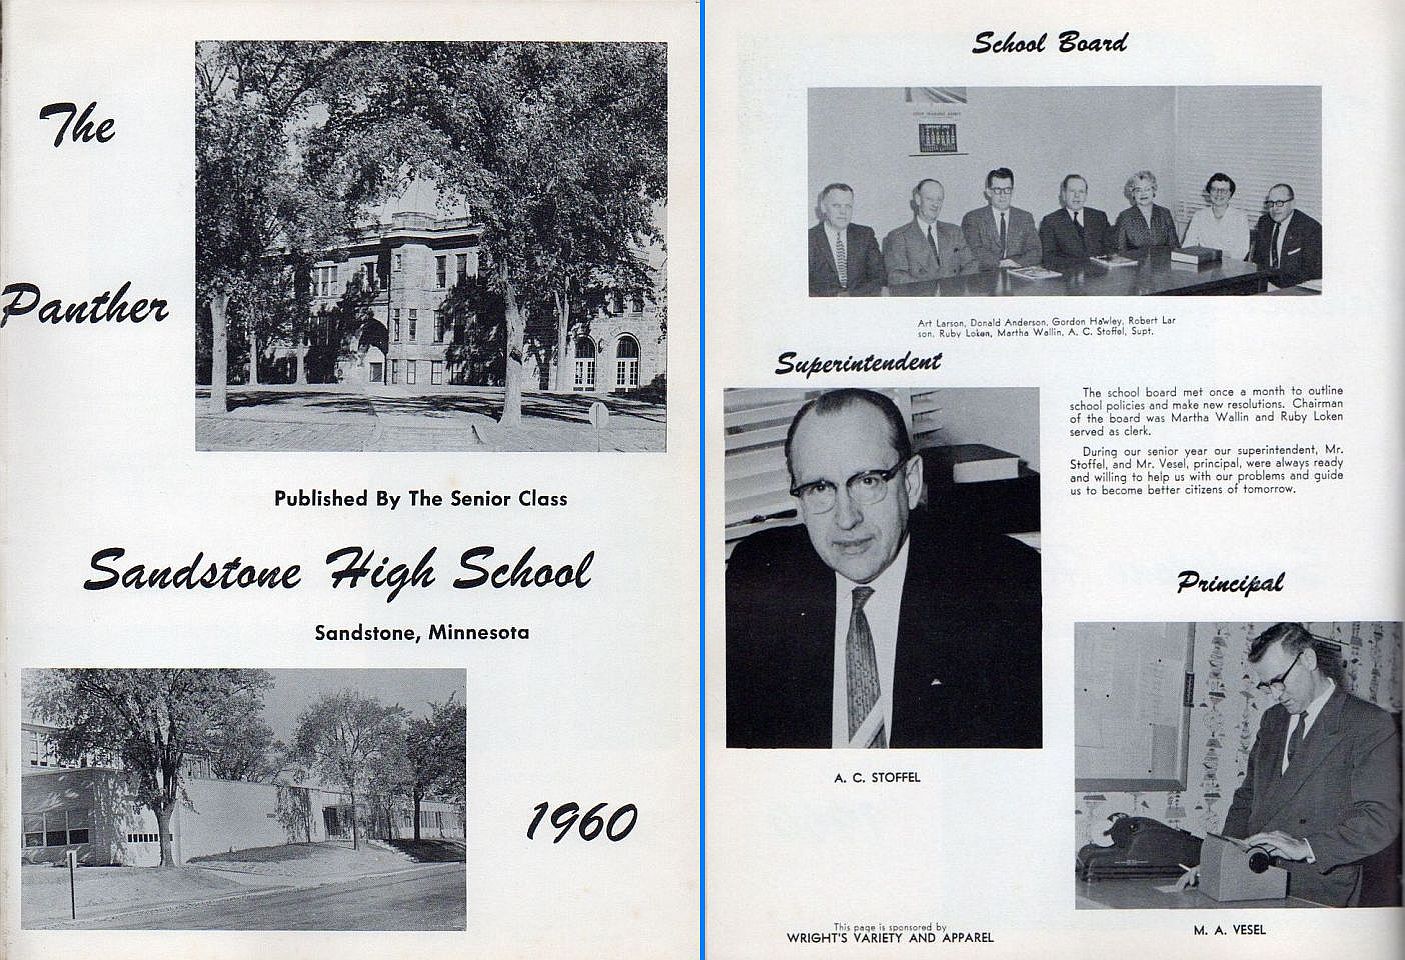 The
Panther
Published By The Senior Class
Sandstone High School
Sandstone, Minnesota
1960
School Board
Art Larson, Donald Anderson, Gordon Hawley, Robert Lar
son, Ruby Loken, Martha Wallin, A. C. Stoffel, Supt.
Superintendent
The school board met once a month to outline
school policies and make new resolutions. Chairman
of the board was Martha Wallin and Ruby Loken
served as clerk.
During our senior year our superintendent, Mr.
Stoffel, and Mr. Vesel, principal, were always ready
and willing to help us with our problems and guide
us to become better citizens of tomorrow.
Principal
A. C. STOFFEL
M. A. VESEL
This page is sponsored by
WRIGHT'S VARIETY AND APPAREL